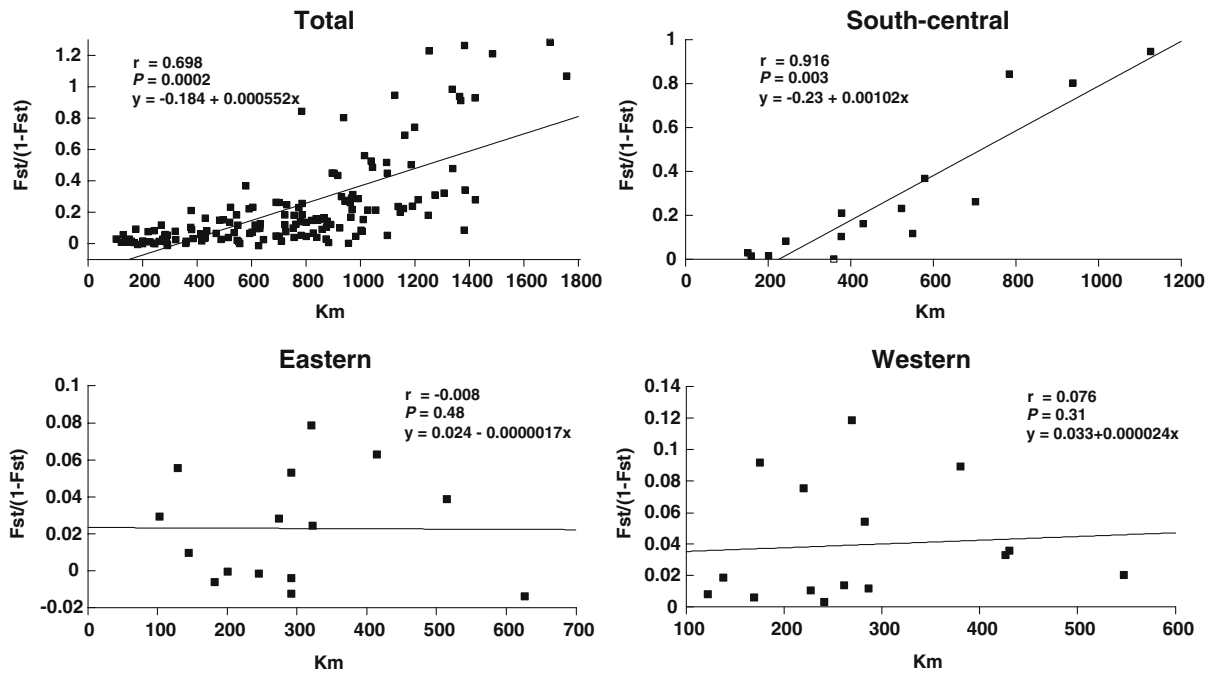 Total
r = 0.698
P = 0.0002
y = -0.184 + 0.000552x
Fst/(1-Fst)
1.2
1
0.8
0.6
0.4
0.2
0
0 200 400 600 800 1000 1200 1400 1600 1800
Km
South-central
r = 0.916
P = 0.003
y = -0.23 + 0.00102x
Fst/(1-Fst)
1
0.8
0.6
0.4
0.2
0
0 200 400 600 800 1000 1200
Km
Eastern
r = -0.008
P = 0.48
y = 0.024 - 0.0000017x
Fst/(1-Fst)
0.1
0.08
0.06
0.04
0.02
0
-0.02
0 100 200 300 400 500 600 700
Km
Western
r = 0.076
P = 0.31
y = 0.033+0.000024x
Fst/(1-Fst)
0.14
0.12
0.1
0.08
0.06
0.04
0.02
0
100 200 300 400 500 600
Km